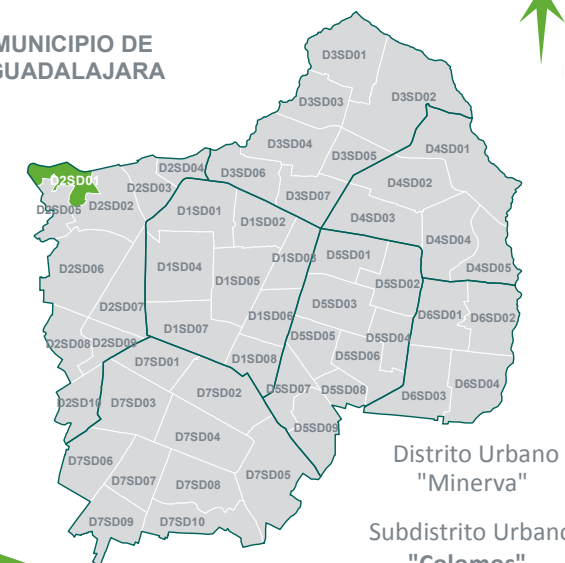 MUNICIPIO DE
GUADALAJARA
D3SD01
D3SD02
D3SD03
D3SD04
D3SD05
D4SD01
D2SD04
D3SD06
D2SD01
D2SD03
D4SD02
D3SD07
D2SD05
D2SD02
D1SD01
D1SD02
D4SD03
D4SD04
D1SD03
D5SD01
D4SD05
D2SD06
D1SD04
D1SD05
D5SD02
D5SD03
D2SD07
D1SD06
D6SD01
D6SD02
D1SD07
D5SD05
D5SD04
D2SD08
D2SD09
D5SD06
D7SD01
D1SD08
D6SD04
D7SD02
D5SD07
D5SD08
D6SD03
D2SD10
D7SD03
D5SD09
D7SD04
Distrito Urbano
"Minerva"
D7SD06
D7SD05
D7SD07
D7SD08
D7SD09
D7SD10
Subdistrito Urbano
"Colomos"